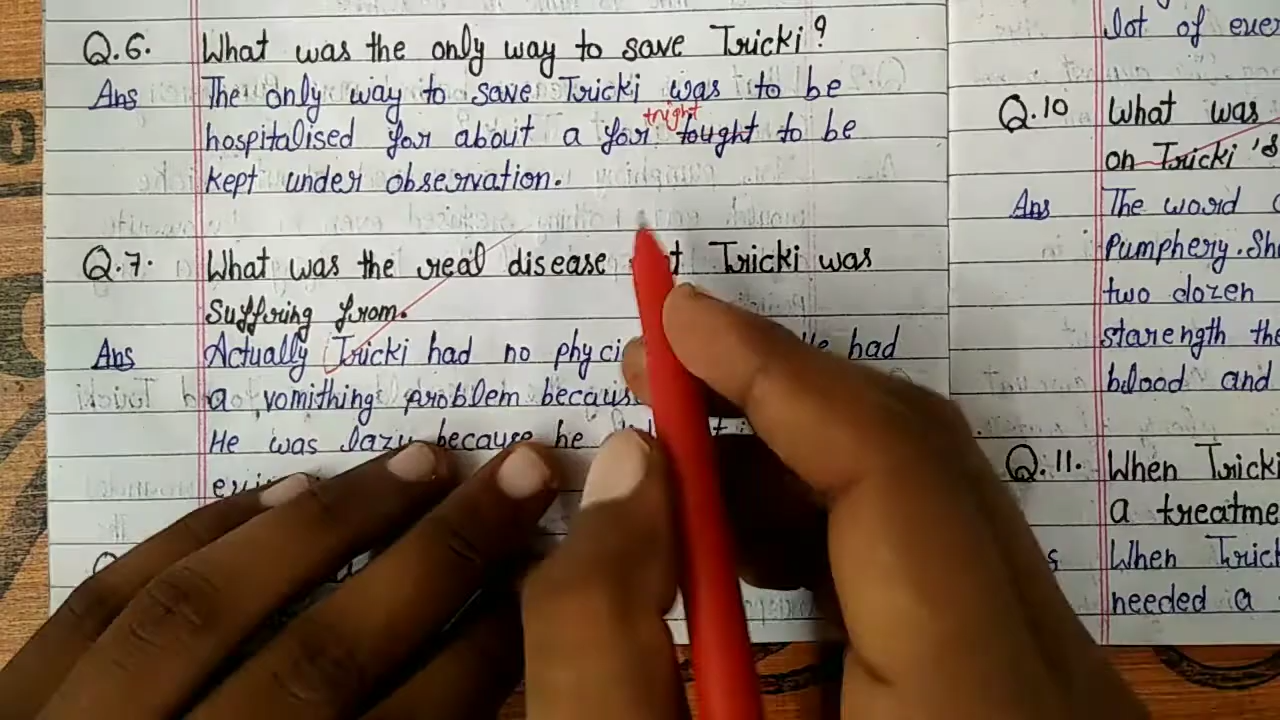 Q.6. What was the only way to save Tricki?
Ans The only way to save Tricki was to be
hospitalised for about a for tnight tought to be
kept under observation.
Q.7. What was the real disease Tricki was
Suffring from.
Ans Actually Tricki had no phyci had
a vomithing problem becaus
He was lazy because he
lot of
Q.10 What was
on Tricki's
Ans The word
Pumphery. Sh
two dozen
starength the
blood and
Q.11. When Tricki
a treatme
When Trick
needed a